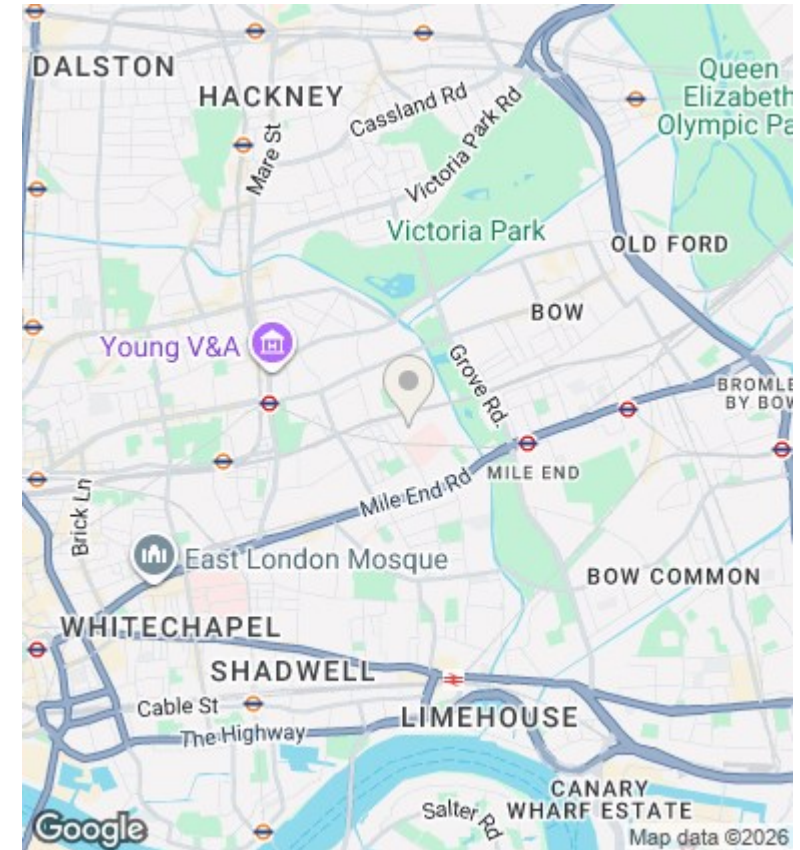 DALSTON
HACKNEY
Cassland Rd
Queen
Elizabeth
Olympic Pa
Mare St
Victoria Park Rd
Victoria Park
OLD FORD
BOW
Young V&A
Grove Rd.
BROMLE
BY BOW
MILE END
Mile End Rd
Brick Ln
East London Mosque
BOW COMMON
WHITECHAPEL
SHADWELL
Cable St
LIMEHOUSE
The Highway
CANARY
WHARF ESTATE
Salter Rd
Google
Map data ©2026